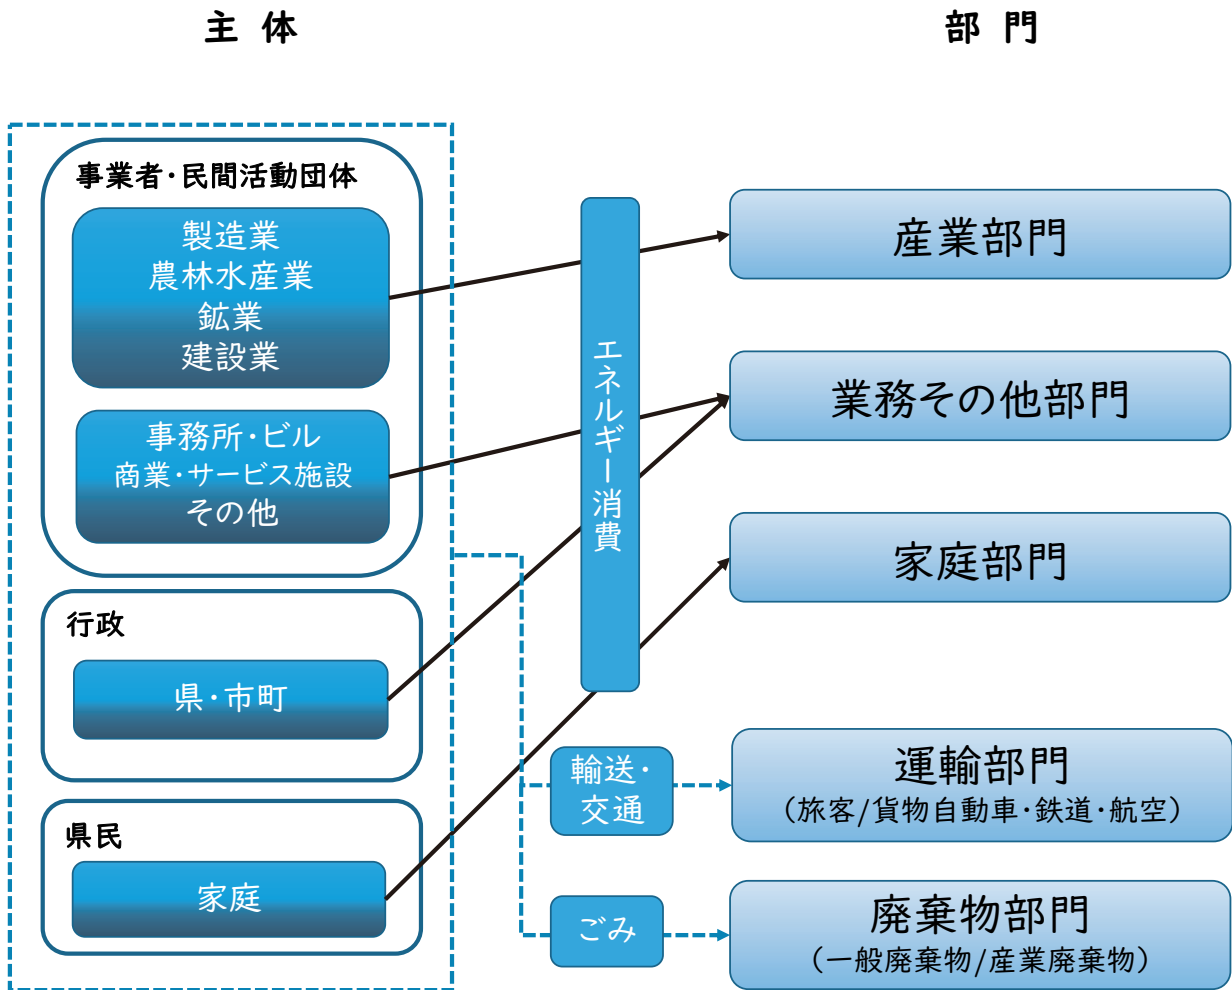 主 体
部 門
事業者・民間活動団体
製造業
農林水産業
鉱業
建設業
事務所・ビル
商業・サービス施設
その他
行政
県・市町
県民
家庭
エネルギー消費
輸送・
交通
ごみ
産業部門
業務その他部門
家庭部門
運輸部門
（旅客/貨物自動車・鉄道・航空）
廃棄物部門
（一般廃棄物/産業廃棄物）